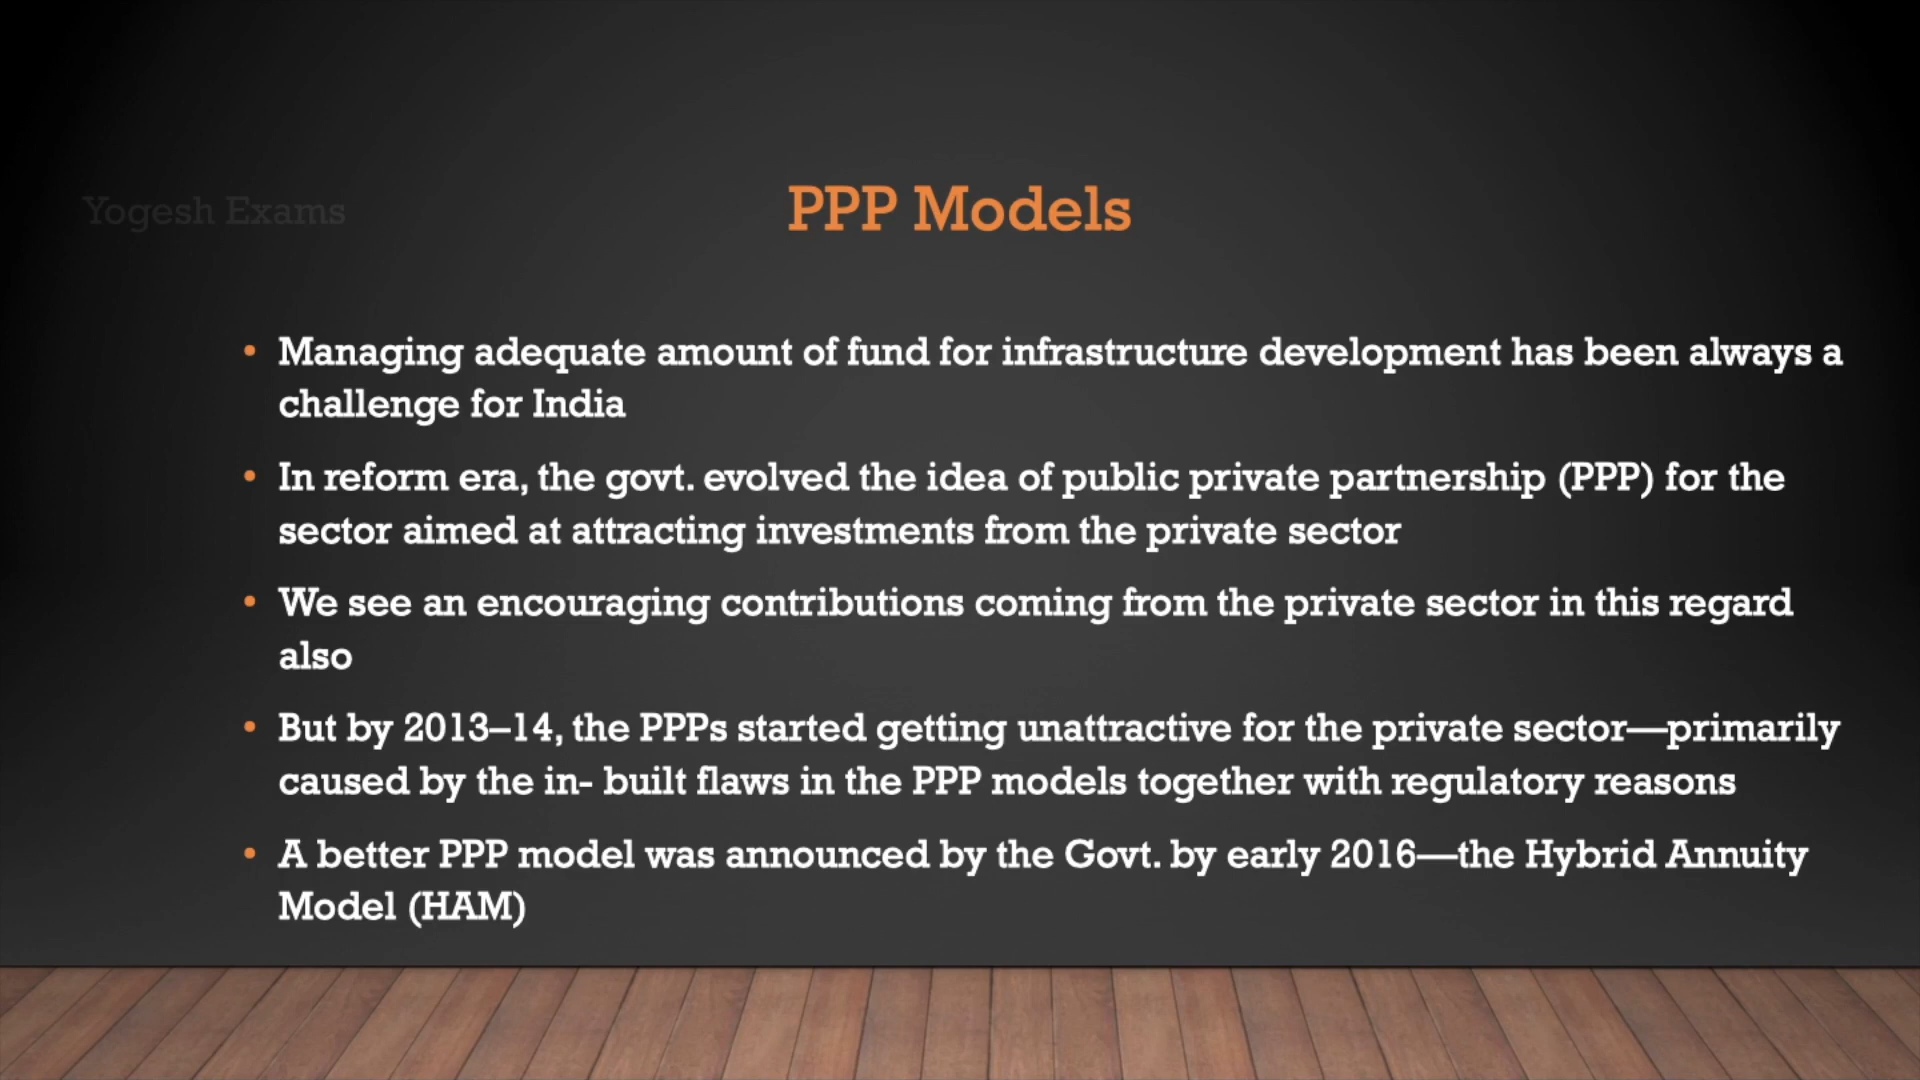 Yogesh Exams
PPP Models
• Managing adequate amount of fund for infrastructure development has been always a
challenge for India
• In reform era, the govt. evolved the idea of public private partnership (PPP) for the
sector aimed at attracting investments from the private sector
• We see an encouraging contributions coming from the private sector in this regard
also
• But by 2013–14, the PPPs started getting unattractive for the private sector—primarily
caused by the in- built flaws in the PPP models together with regulatory reasons
• A better PPP model was announced by the Govt. by early 2016—the Hybrid Annuity
Model (HAM)